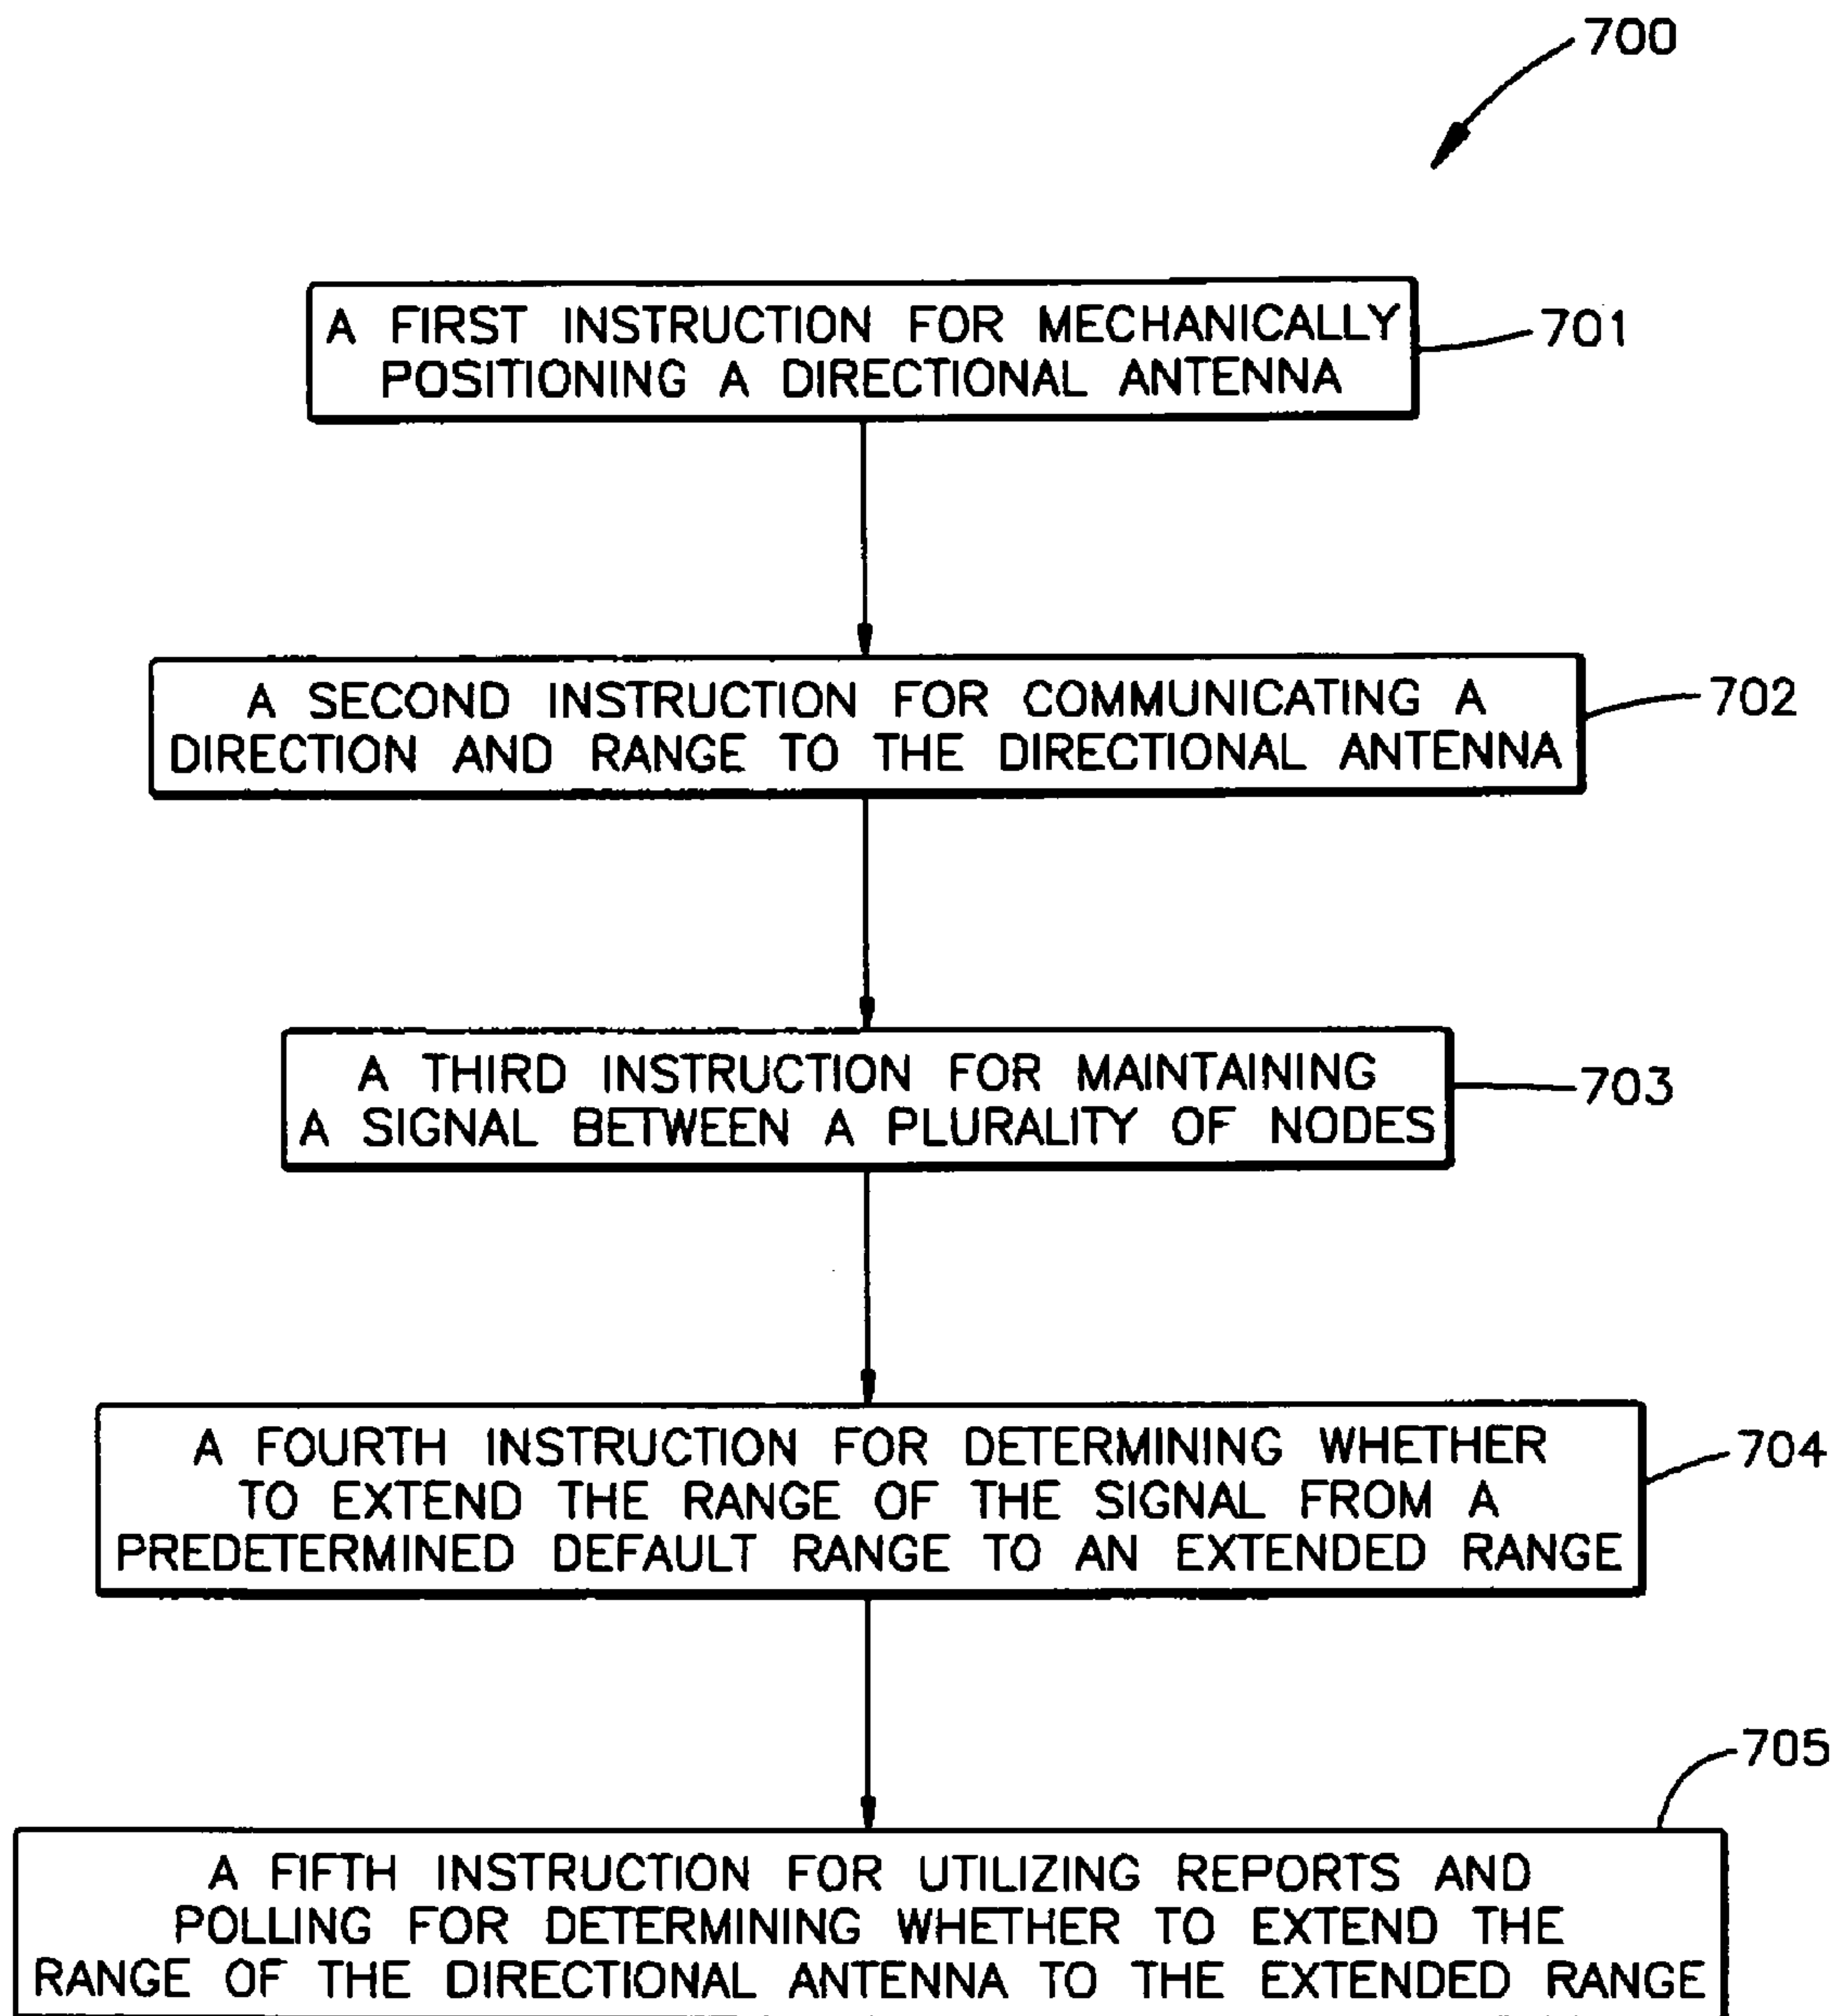 700
A FIRST INSTRUCTION FOR MECHANICALLY
POSITIONING A DIRECTIONAL ANTENNA
701
A SECOND INSTRUCTION FOR COMMUNICATING A
DIRECTION AND RANGE TO THE DIRECTIONAL ANTENNA
702
A THIRD INSTRUCTION FOR MAINTAINING
A SIGNAL BETWEEN A PLURALITY OF NODES
703
A FOURTH INSTRUCTION FOR DETERMINING WHETHER
TO EXTEND THE RANGE OF THE SIGNAL FROM A
PREDETERMINED DEFAULT RANGE TO AN EXTENDED RANGE
704
705
A FIFTH INSTRUCTION FOR UTILIZING REPORTS AND
POLLING FOR DETERMINING WHETHER TO EXTEND THE
RANGE OF THE DIRECTIONAL ANTENNA TO THE EXTENDED RANGE